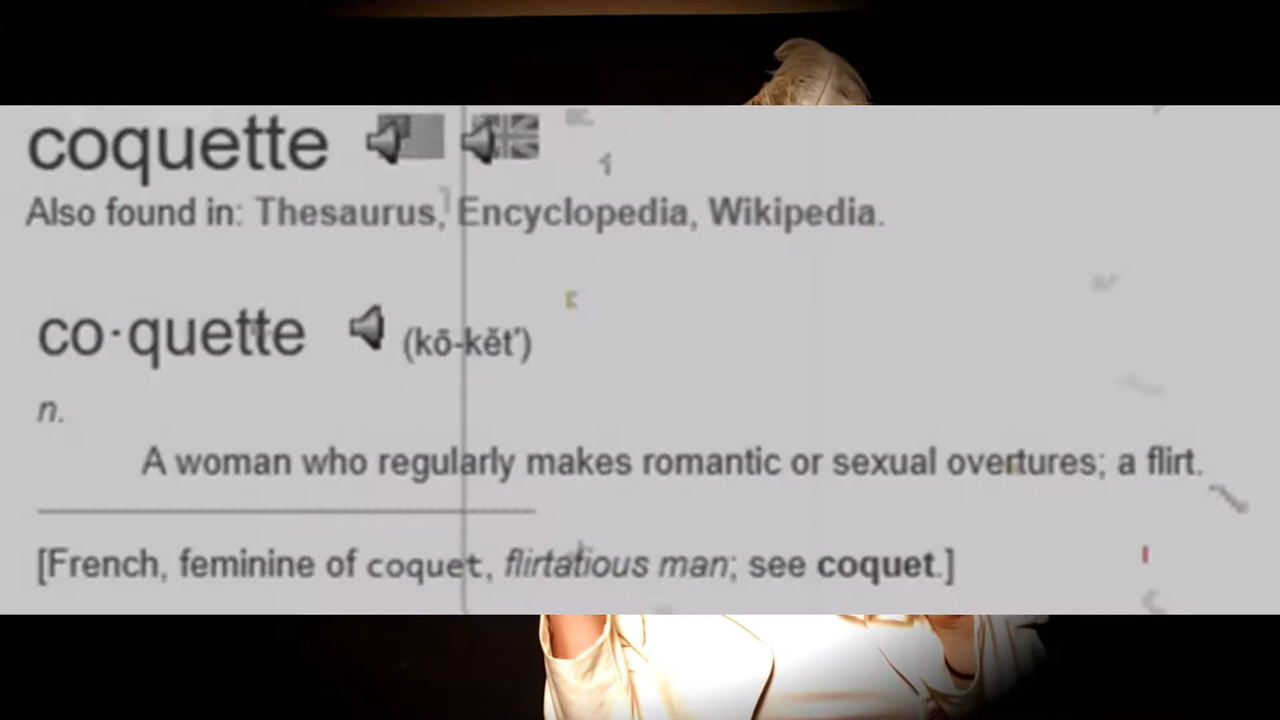 coquette
Also found in: Thesaurus, Encyclopedia, Wikipedia.
co·quette (kō-kĕt′)
n.
A woman who regularly makes romantic or sexual overtures; a flirt.
[French, feminine of coquet, flirtatious man; see coquet.]